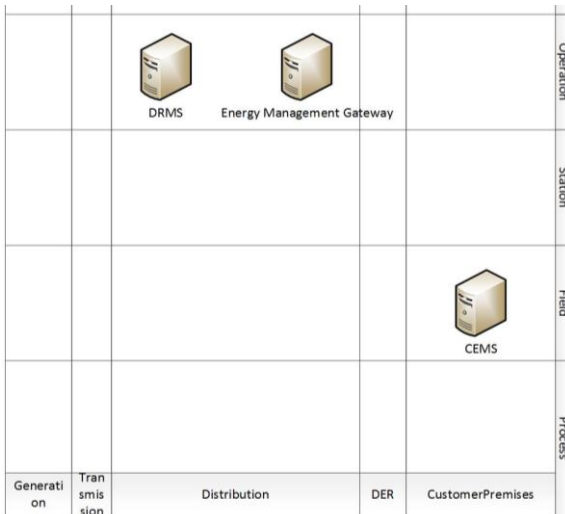 Operation
DRMS
Energy Management Gateway
Station
Field
CEMS
Process
Generati
on
Tran
smis
sion
Distribution
DER
CustomerPremises